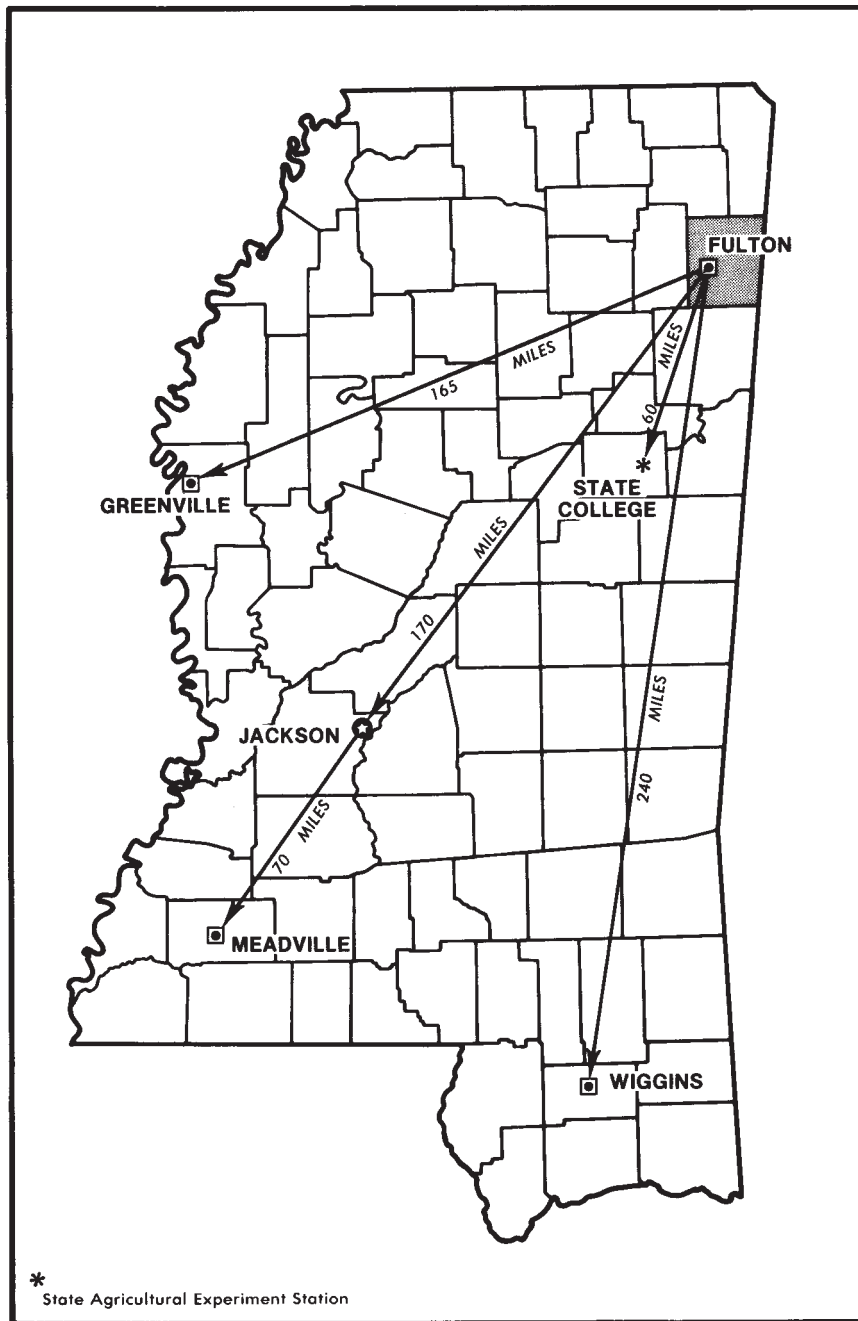 FULTON
MILES
165
MILES
60
STATE
COLLEGE
*
GREENVILLE
MILES
170
JACKSON
MILES
240
MILES
70
MEADVILLE
WIGGINS
*
State Agricultural Experiment Station